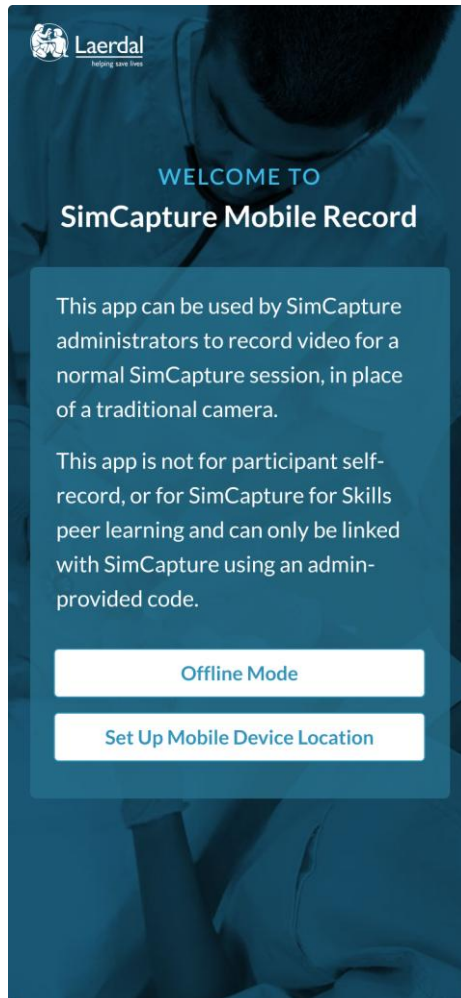 Laerdal
helping save lives
WELCOME TO
SimCapture Mobile Record
This app can be used by SimCapture
administrators to record video for a
normal SimCapture session, in place
of a traditional camera.
This app is not for participant self-
record, or for SimCapture for Skills
peer learning and can only be linked
with SimCapture using an admin-
provided code.
Offline Mode
Set Up Mobile Device Location